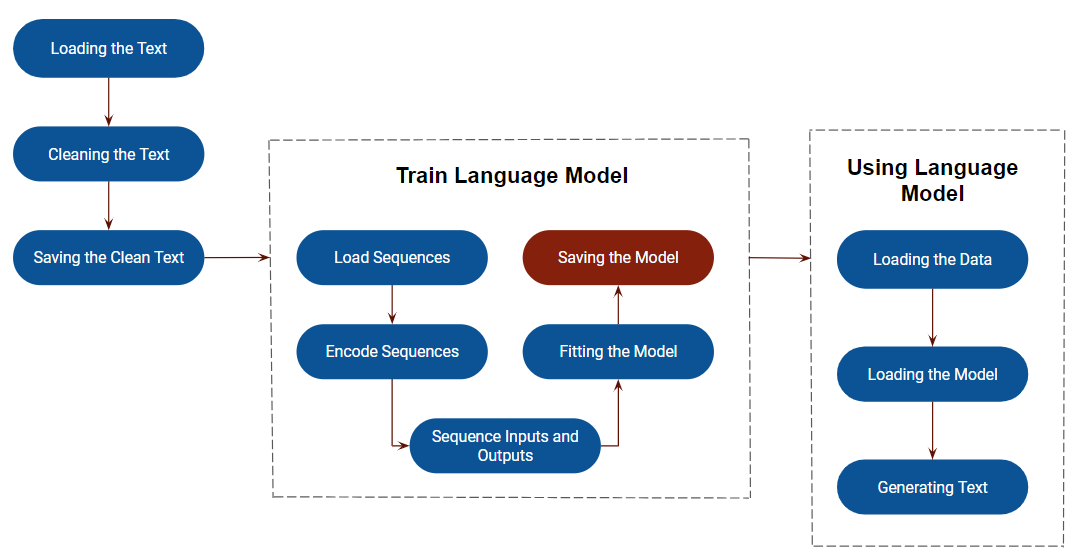 Loading the Text
Cleaning the Text
Saving the Clean Text
Train Language Model
Load Sequences
Encode Sequences
Sequence Inputs and
Outputs
Fitting the Model
Saving the Model
Using Language
Model
Loading the Data
Loading the Model
Generating Text